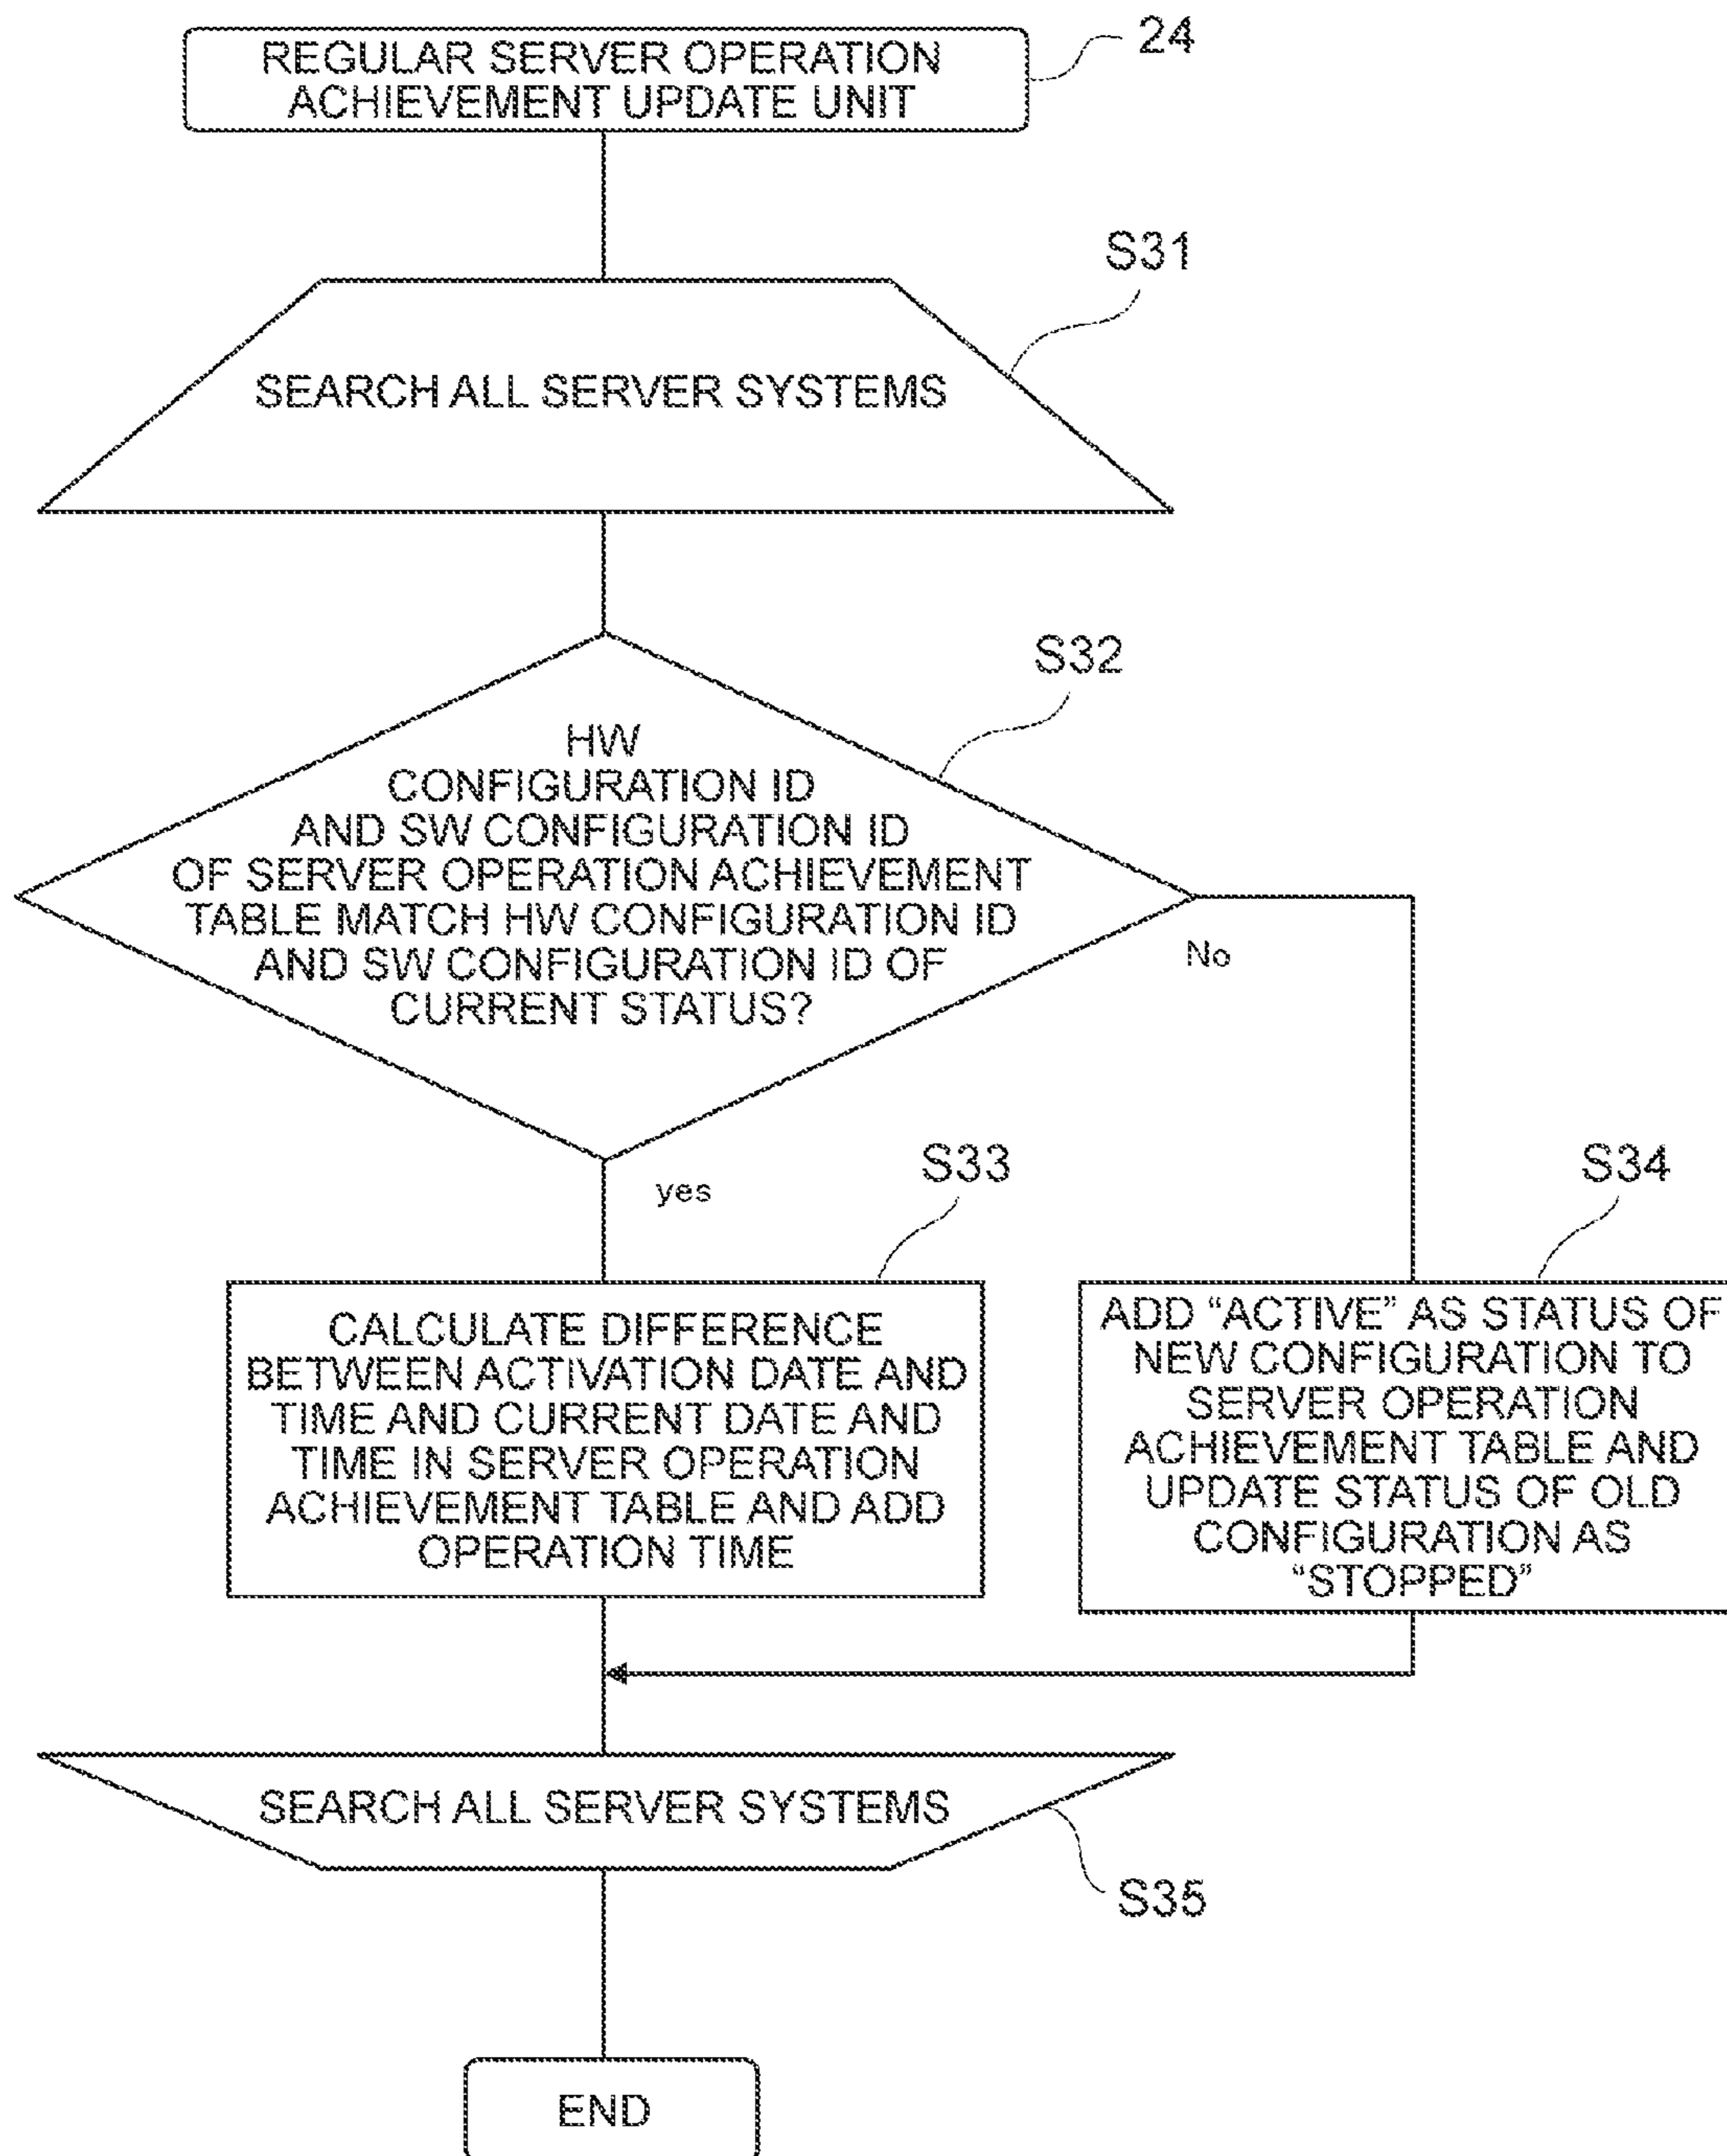 REGULAR SERVER OPERATION
ACHIEVEMENT UPDATE UNIT
24
S31
SEARCH ALL SERVER SYSTEMS
S32
HW
CONFIGURATION ID
AND SW CONFIGURATION ID
OF SERVER OPERATION ACHIEVEMENT
TABLE MATCH HW CONFIGURATION ID
AND SW CONFIGURATION ID OF
CURRENT STATUS?
No
yes
S33
CALCULATE DIFFERENCE
BETWEEN ACTIVATION DATE AND
TIME AND CURRENT DATE AND
TIME IN SERVER OPERATION
ACHIEVEMENT TABLE AND ADD
OPERATION TIME
S34
ADD “ACTIVE” AS STATUS OF
NEW CONFIGURATION TO
SERVER OPERATION
ACHIEVEMENT TABLE AND
UPDATE STATUS OF OLD
CONFIGURATION AS
“STOPPED”
SEARCH ALL SERVER SYSTEMS
S35
END